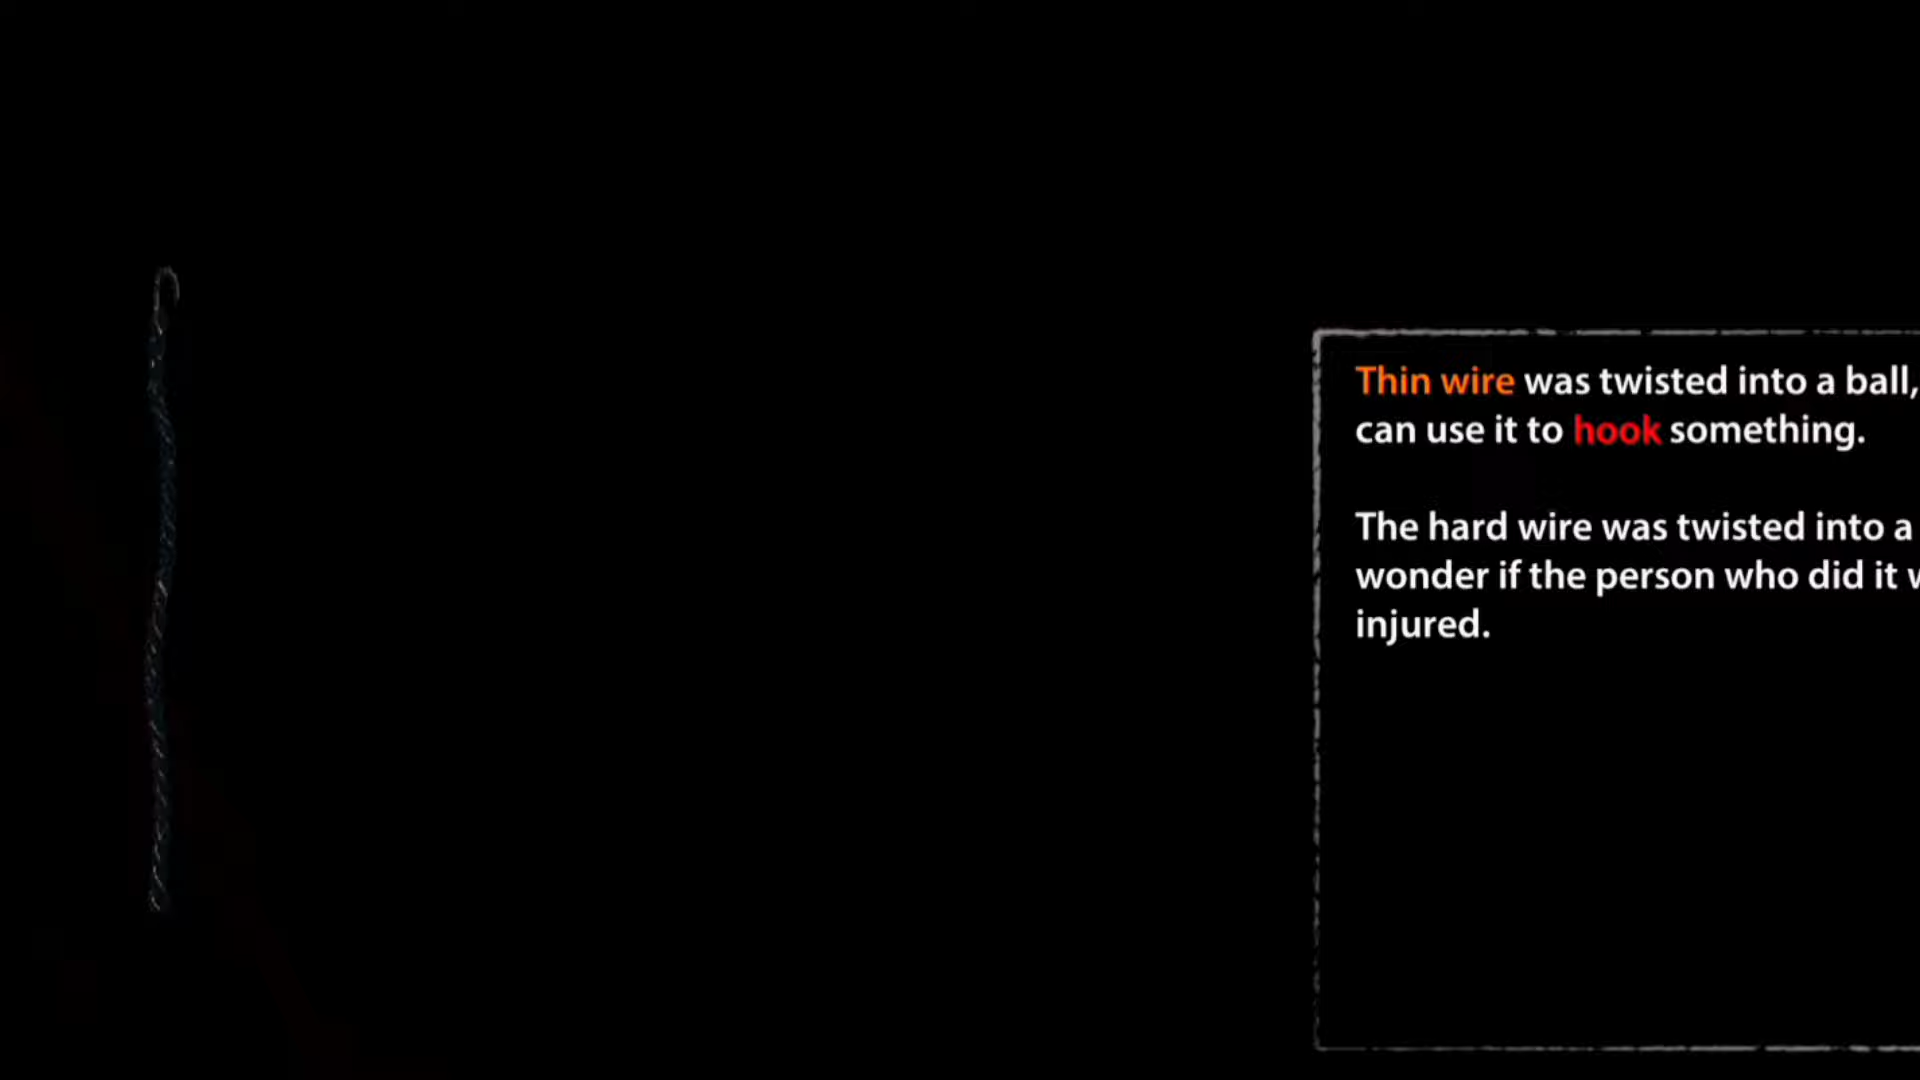 Thin wire was twisted into a ball,
can use it to hook something.
The hard wire was twisted into a
wonder if the person who did it
injured.